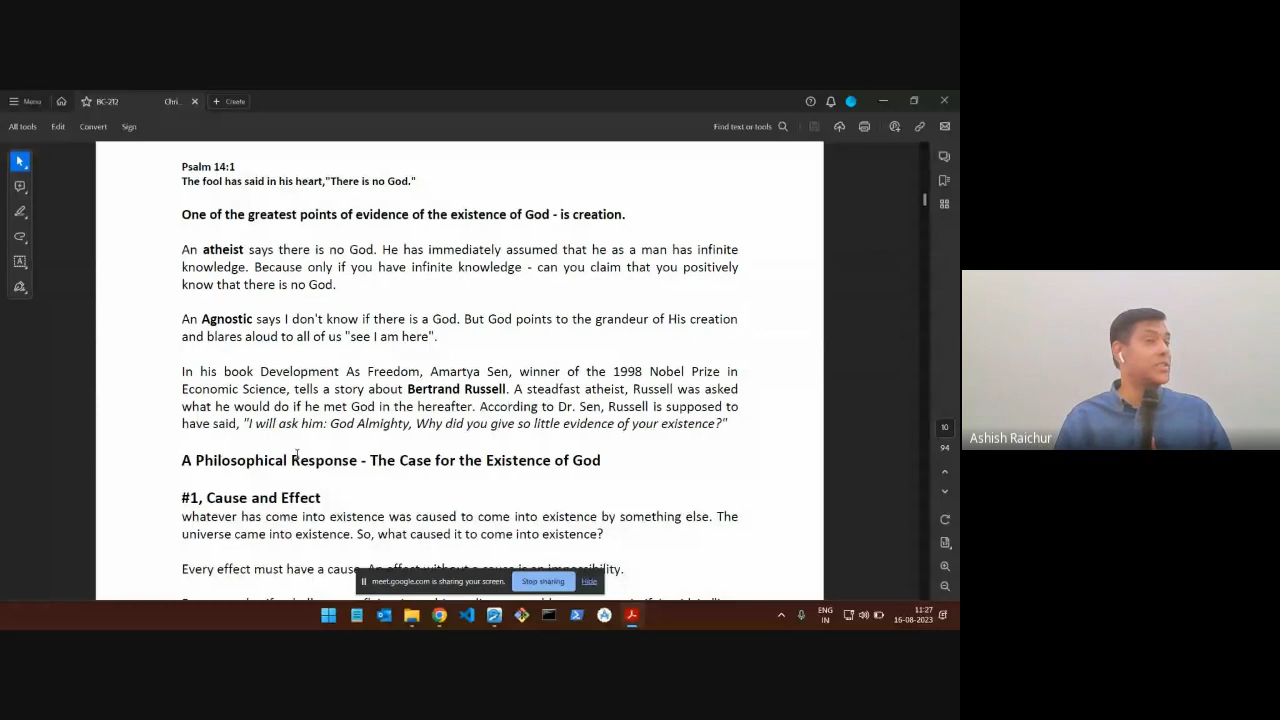 Menu
BC-212
Chri...
Create
All tools
Edit
Convert
Sign
Find text or tools
Psalm 14:1
The fool has said in his heart,"There is no God."
One of the greatest points of evidence of the existence of God - is creation.
An atheist says there is no God. He has immediately assumed that he as a man has infinite
knowledge. Because only if you have infinite knowledge - can you claim that you positively
know that there is no God.
An Agnostic says I don't know if there is a God. But God points to the grandeur of His creation
and blares aloud to all of us "see I am here".
In his book Development As Freedom, Amartya Sen, winner of the 1998 Nobel Prize in
Economic Science, tells a story about Bertrand Russell. A steadfast atheist, Russell was asked
what he would do if he met God in the hereafter. According to Dr. Sen, Russell is supposed to
have said, "I will ask him: God Almighty, Why did you give so little evidence of your existence?"
A Philosophical Response - The Case for the Existence of God
#1, Cause and Effect
whatever has come into existence was caused to come into existence by something else. The
universe came into existence. So, what caused it to come into existence?
Every effect must have a cause. An effect without a cause is an impossibility.
meet.google.com is sharing your screen.
Stop sharing
Hide
10
94
ENG
IN
11:27
16-08-2023
Ashish Raichur